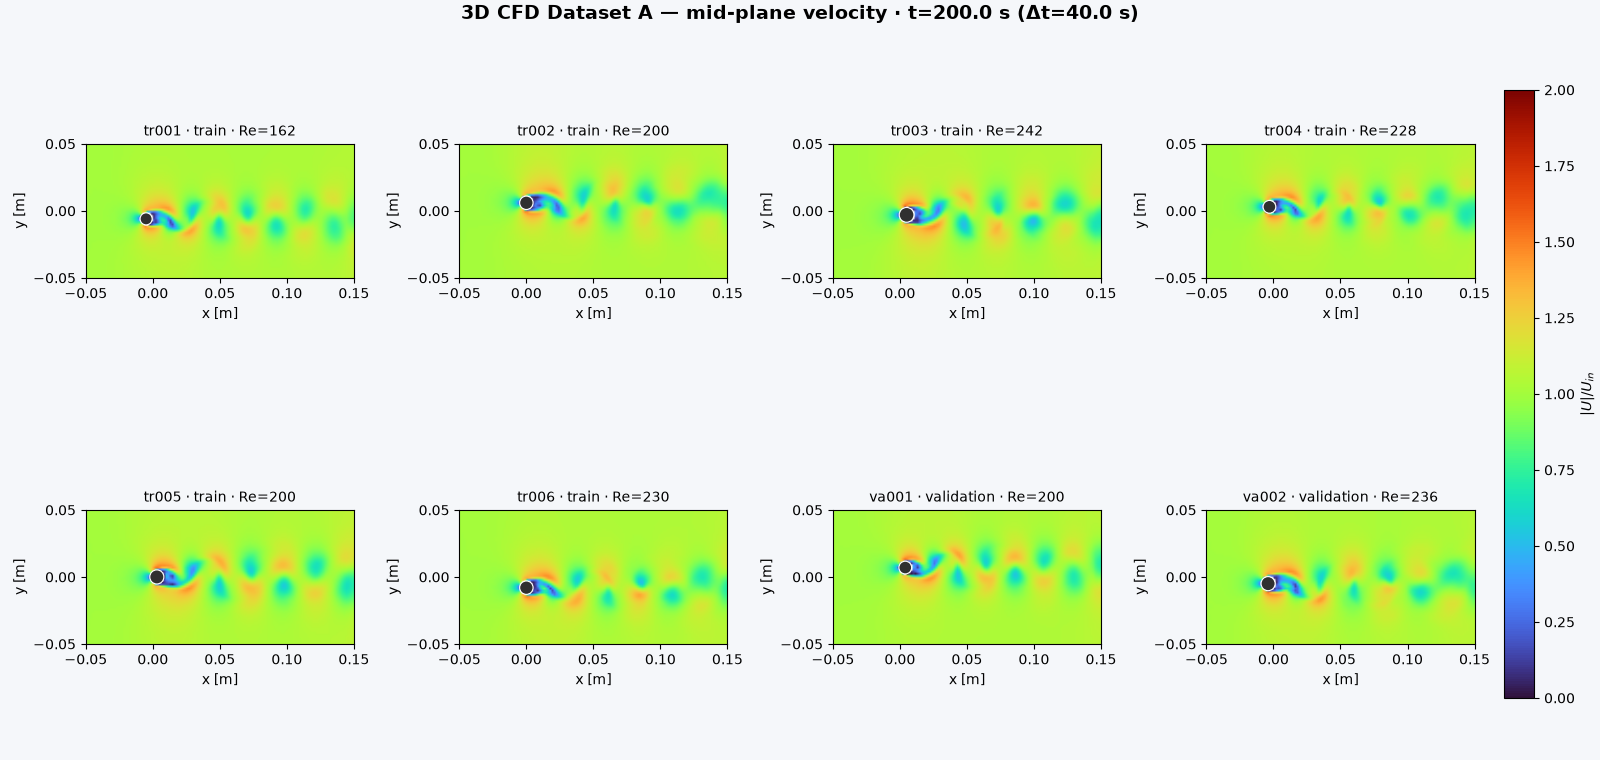 3D CFD Dataset A — mid-plane velocity · t=200.0 s (Δt=40.0 s)
tr001 · train · Re=162
0.05
0.00
−0.05
y [m]
−0.05 0.00 0.05 0.10 0.15
x [m]
tr002 · train · Re=200
0.05
0.00
−0.05
y [m]
−0.05 0.00 0.05 0.10 0.15
x [m]
tr003 · train · Re=242
0.05
0.00
−0.05
y [m]
−0.05 0.00 0.05 0.10 0.15
x [m]
tr004 · train · Re=228
0.05
0.00
−0.05
y [m]
−0.05 0.00 0.05 0.10 0.15
x [m]
tr005 · train · Re=200
0.05
0.00
−0.05
y [m]
−0.05 0.00 0.05 0.10 0.15
x [m]
tr006 · train · Re=230
0.05
0.00
−0.05
y [m]
−0.05 0.00 0.05 0.10 0.15
x [m]
va001 · validation · Re=200
0.05
0.00
−0.05
y [m]
−0.05 0.00 0.05 0.10 0.15
x [m]
va002 · validation · Re=236
0.05
0.00
−0.05
y [m]
−0.05 0.00 0.05 0.10 0.15
x [m]
2.00
1.75
1.50
1.25
1.00
0.75
0.50
0.25
0.00
|U|/U_in